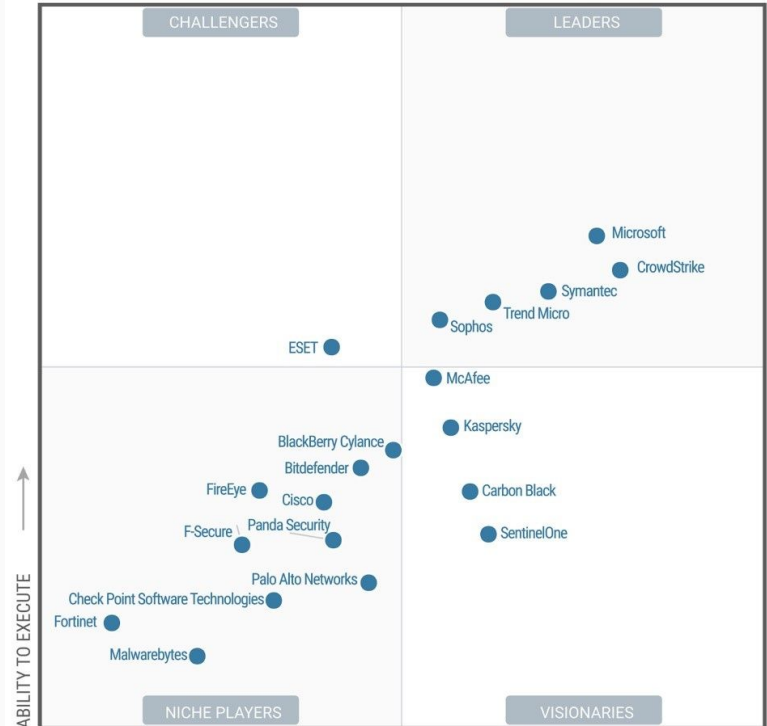 CHALLENGERS
LEADERS
Microsoft
CrowdStrike
Symantec
Trend Micro
Sophos
ESET
McAfee
Kaspersky
BlackBerry Cylance
Bitdefender
FireEye
Carbon Black
Cisco
Panda Security
F-Secure
SentinelOne
Palo Alto Networks
Check Point Software Technologies
Fortinet
Malwarebytes
ABILITY TO EXECUTE
NICHE PLAYERS
VISIONARIES